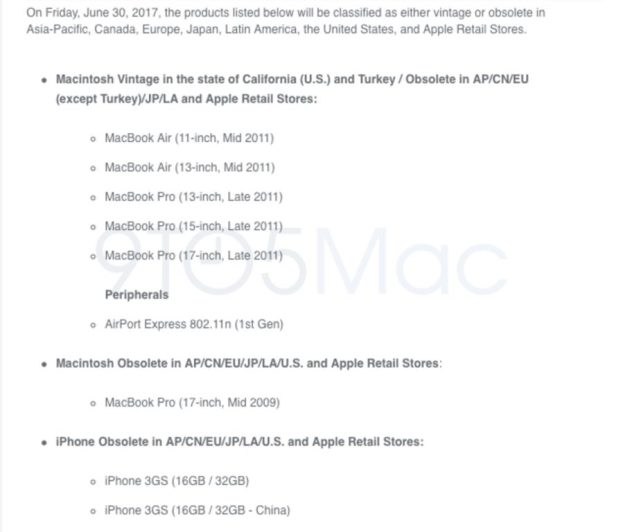 On Friday, June 30, 2017, the products listed below will be classified as either vintage or obsolete in
Asia-Pacific, Canada, Europe, Japan, Latin America, the United States, and Apple Retail Stores.
• Macintosh Vintage in the state of California (U.S.) and Turkey / Obsolete in AP/CN/EU
(except Turkey)/JP/LA and Apple Retail Stores:
MacBook Air (11-inch, Mid 2011)
MacBook Air (13-inch, Mid 2011)
MacBook Pro (13-inch, Late 2011)
MacBook Pro (15-inch, Late 2011)
MacBook Pro (17-inch, Late 2011)
9TO5Mac
Peripherals
AirPort Express 802.11n (1st Gen)
• Macintosh Obsolete in AP/CN/EU/JP/LA/U.S. and Apple Retail Stores:
MacBook Pro (17-inch, Mid 2009)
• iPhone Obsolete in AP/CN/EU/JP/LA/U.S. and Apple Retail Stores:
iPhone 3GS (16GB / 32GB)
iPhone 3GS (16GB / 32GB - China)